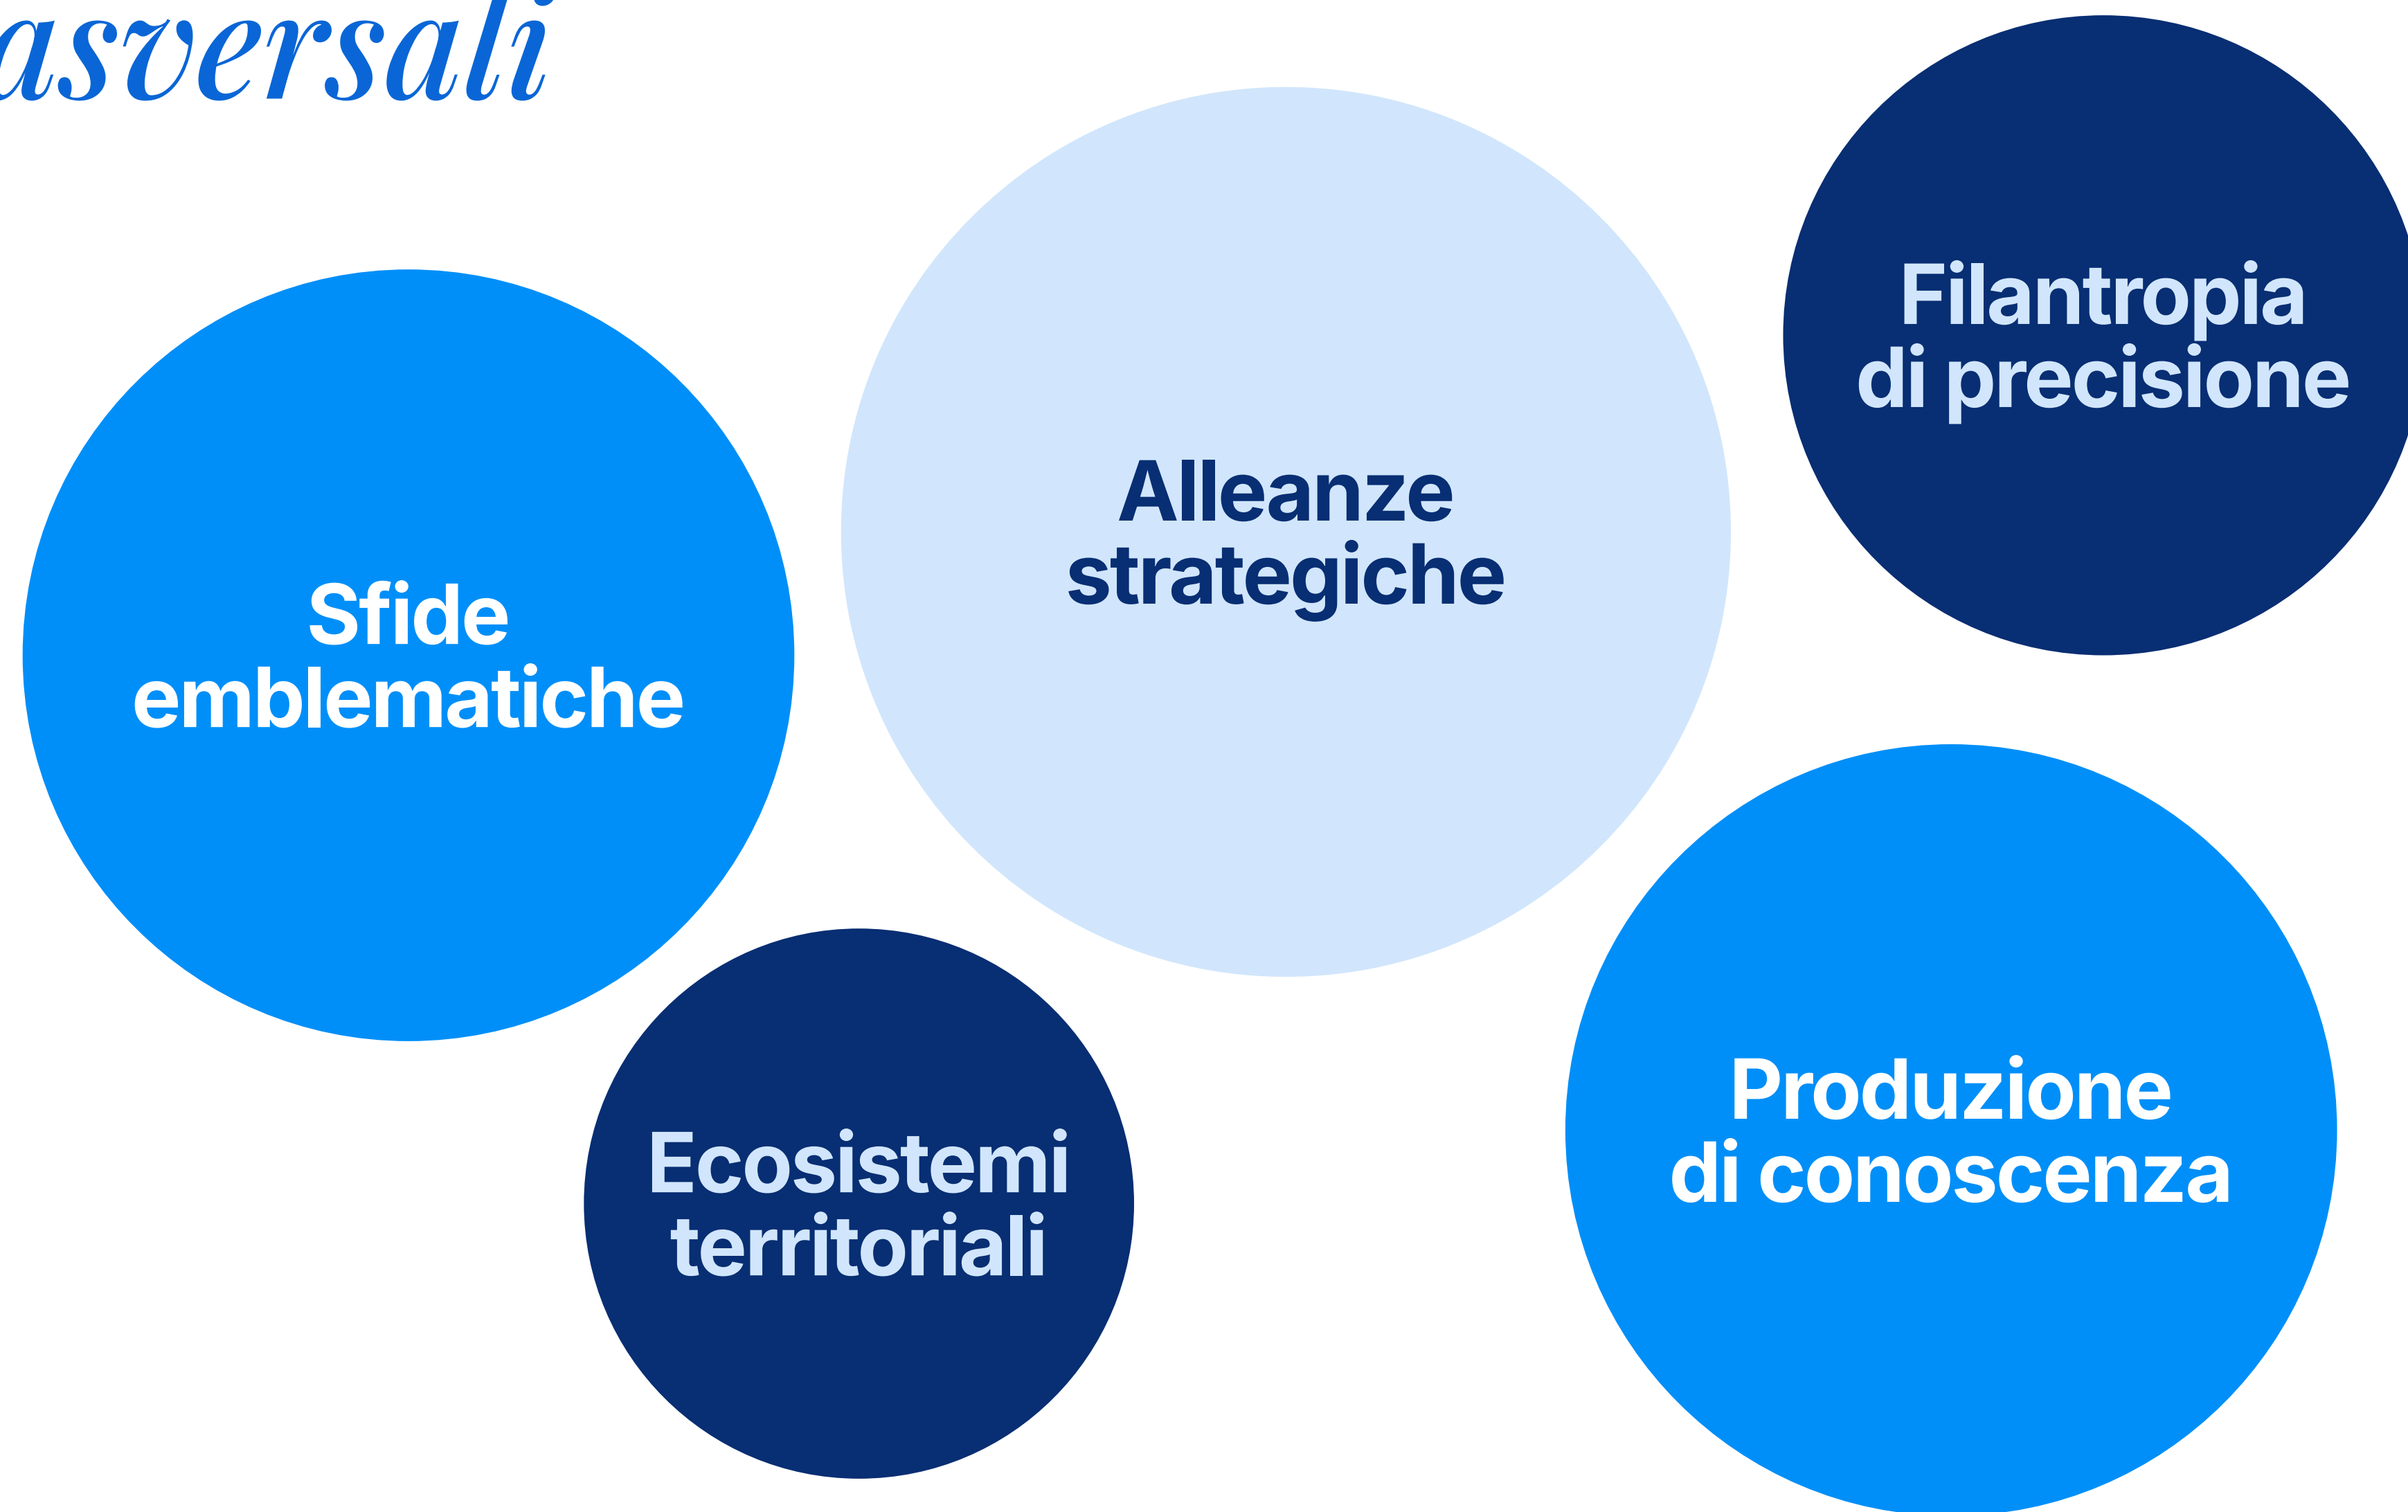 asversali
Filantropia
di precisione
Alleanze
strategiche
Sfide
emblematiche
Produzione
di conoscenza
Ecosistemi
territoriali